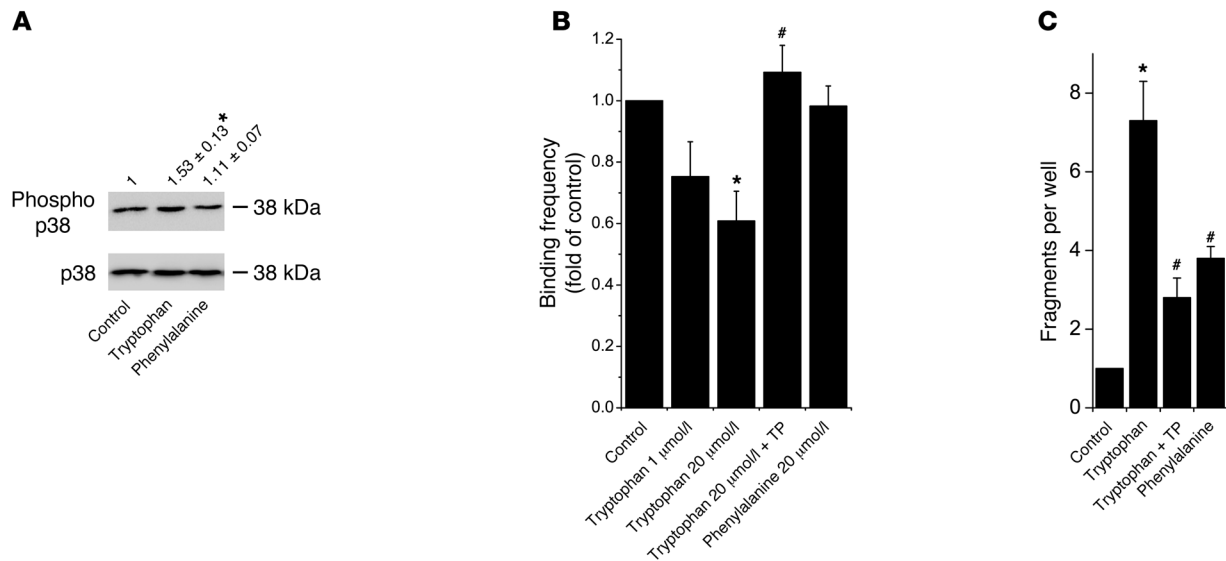 A
1
1.53 ± 0.13*
1.11 ± 0.07
Phospho
p38
38 kDa
p38
38 kDa
Control
Tryptophan
Phenylalanine
B
Binding frequency
(fold of control)
1.2
1.0
0.8
0.6
0.4
0.2
0.0
#
*
Control
Tryptophan 1 μmol/l
Tryptophan 20 μmol/l
Tryptophan 20 μmol/l + TP
Phenylalanine 20 μmol/l
C
Fragments per well
8
6
4
2
0
*
#
#
Control
Tryptophan
Tryptophan + TP
Phenylalanine